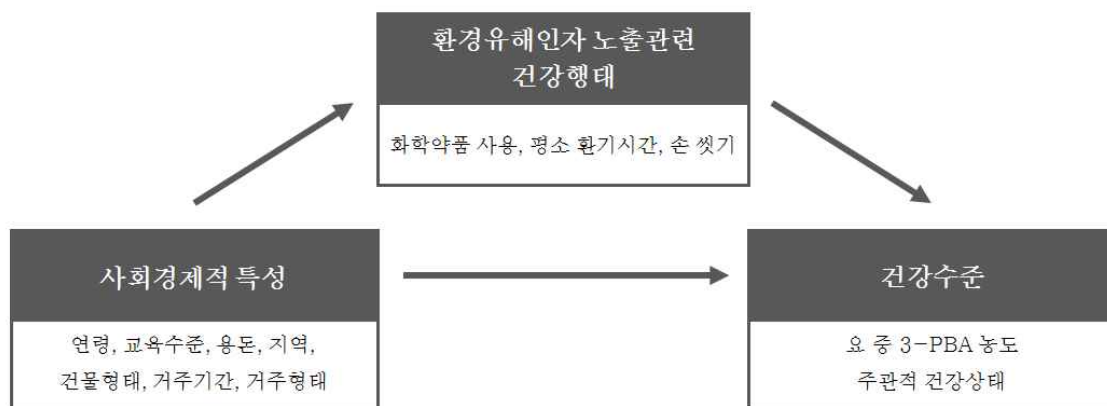 환경유해인자 노출관련
건강행태
화학약품 사용, 평소 환기시간, 손 씻기
사회경제적 특성
연령, 교육수준, 용돈, 지역,
건물형태, 거주기간, 거주형태
건강수준
요 중 3-PBA 농도
주관적 건강상태